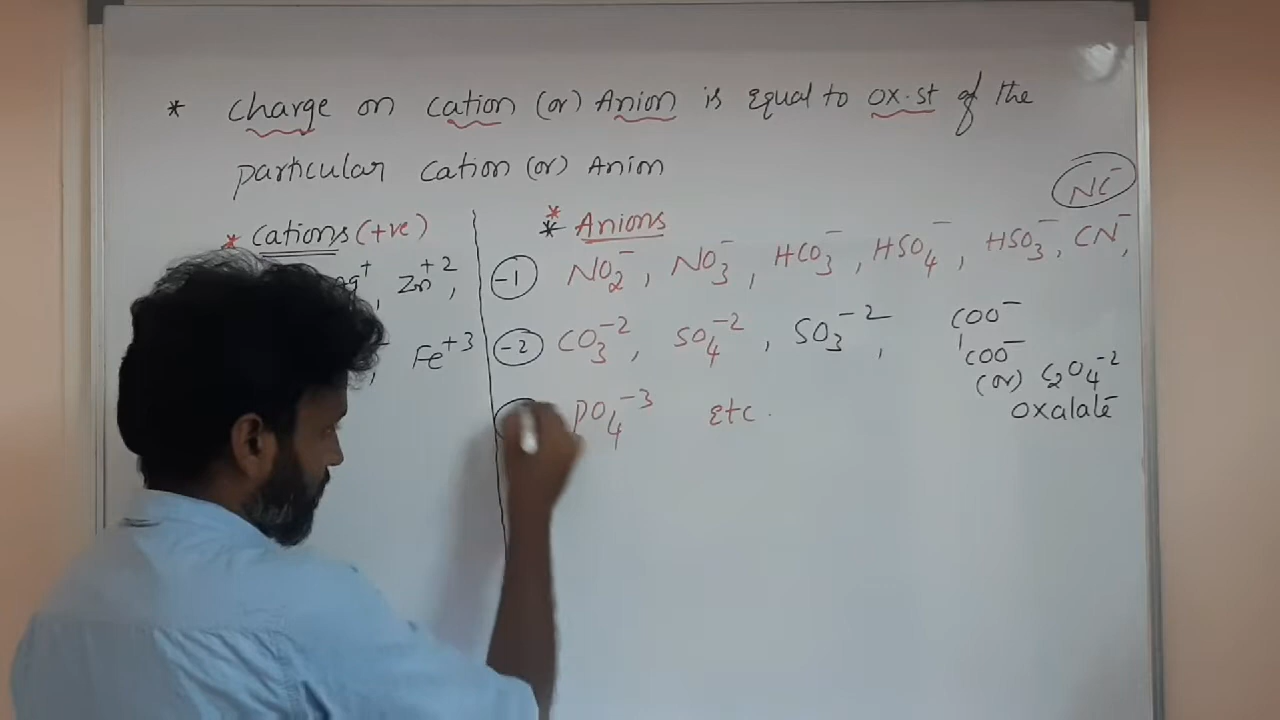 * Charge on cation (or) Anion is equal to ox.st of the
particular cation (or) Anion
NC⁻
* Cations (+ve)
Zn⁺²,
, Fe⁺³
* * Anions
-1 NO₂⁻, NO₃⁻, HCO₃⁻, HSO₄⁻, HSO₃⁻, CN⁻,
-2 CO₃⁻², SO₄⁻², SO₃⁻², COO⁻
COO⁻
(or) C₂O₄⁻²
oxalate
PO₄⁻³ etc.